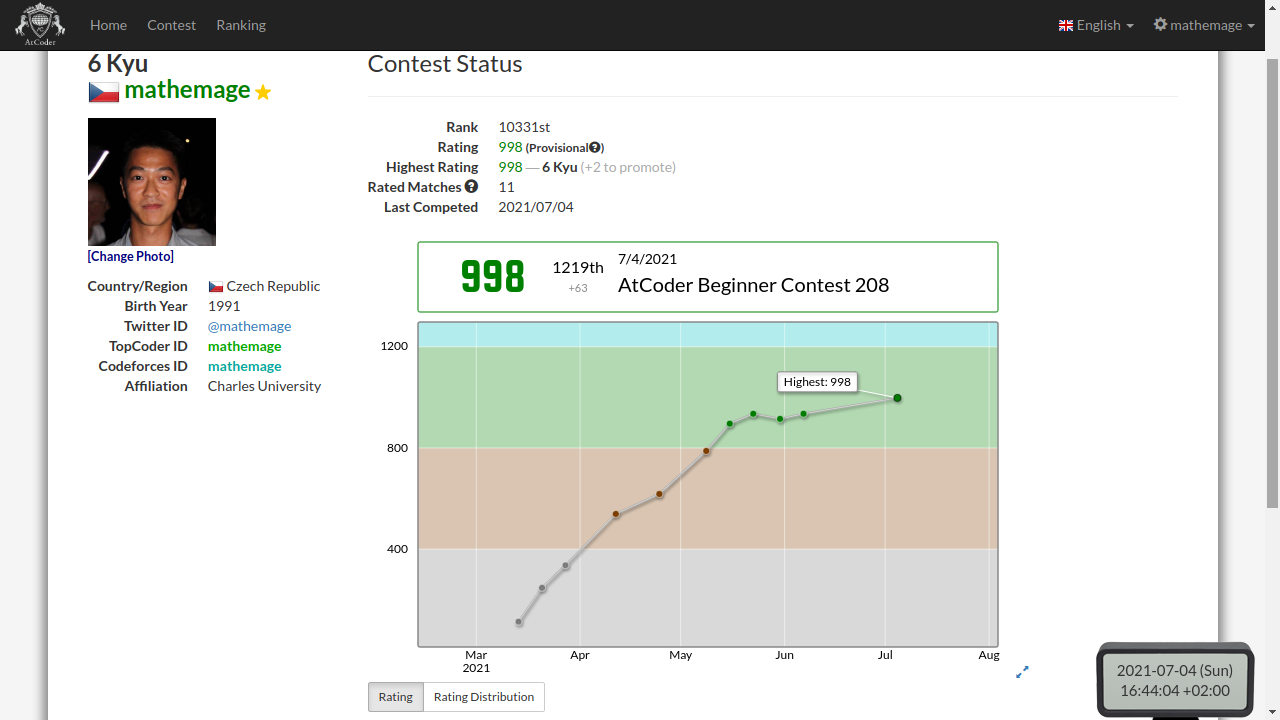 AtCoder
Home Contest Ranking
English mathemage
6 Kyu
mathemage
[Change Photo]
Country/Region Czech Republic
Birth Year 1991
Twitter ID @mathemage
TopCoder ID mathemage
Codeforces ID mathemage
Affiliation Charles University
Contest Status
Rank 10331st
Rating 998 (Provisional?)
Highest Rating 998 ― 6 Kyu (+2 to promote)
Rated Matches ? 11
Last Competed 2021/07/04
998
1219th
+63
7/4/2021
AtCoder Beginner Contest 208
1200
800
400
Highest: 998
Mar Apr May Jun Jul Aug
2021
Rating Rating Distribution
2021-07-04 (Sun)
16:44:04 +02:00